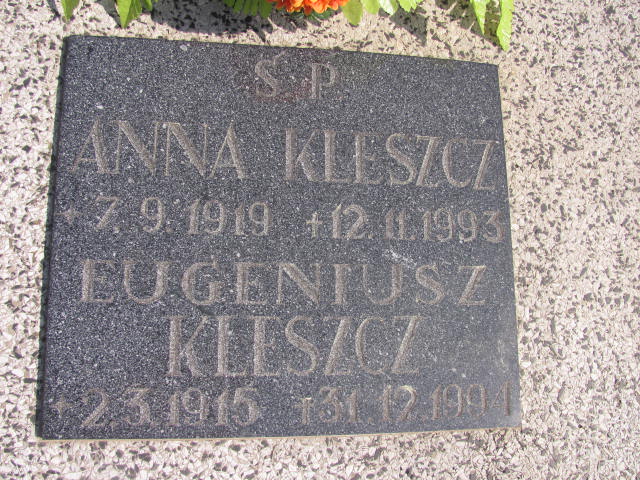 Ś P
ANNA KLESZCZ
+ 7.9.1919 +12.11.1993
EUGENIUSZ
KLESZCZ
+ 2.3.1915 +31.12.1994